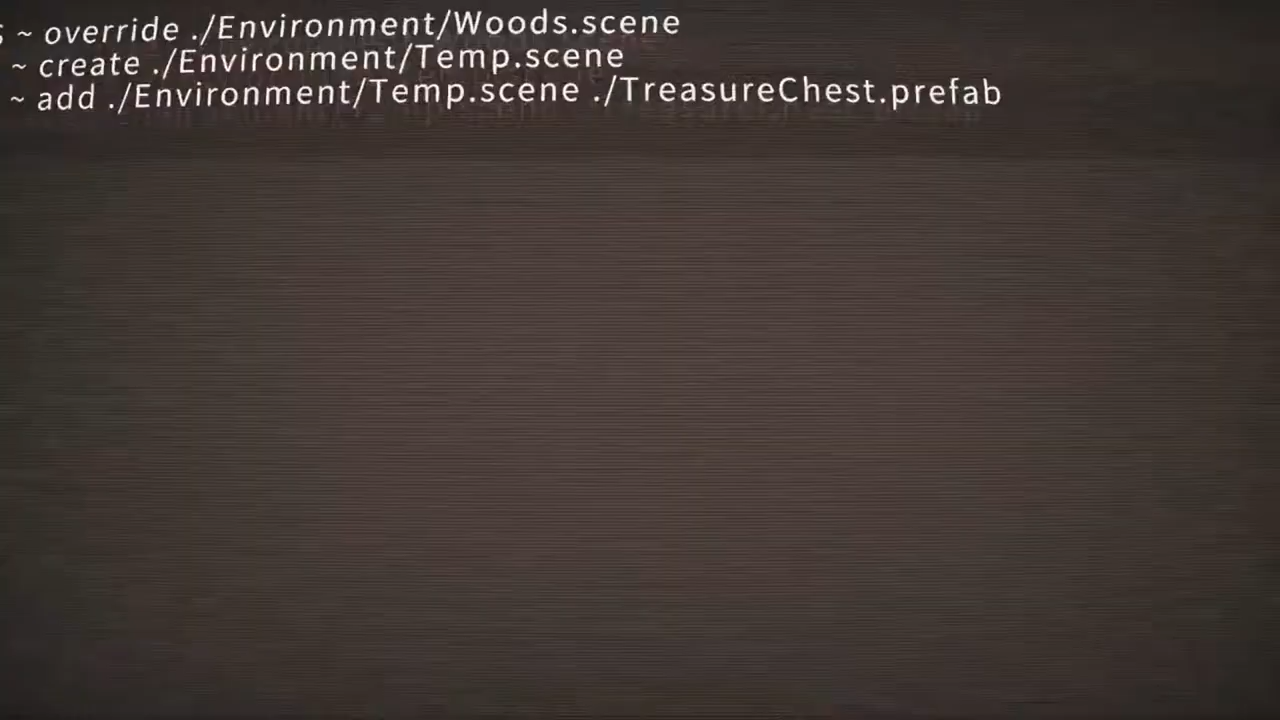 ~ override ./Environment/Woods.scene
~ create ./Environment/Temp.scene
~ add ./Environment/Temp.scene ./TreasureChest.prefab